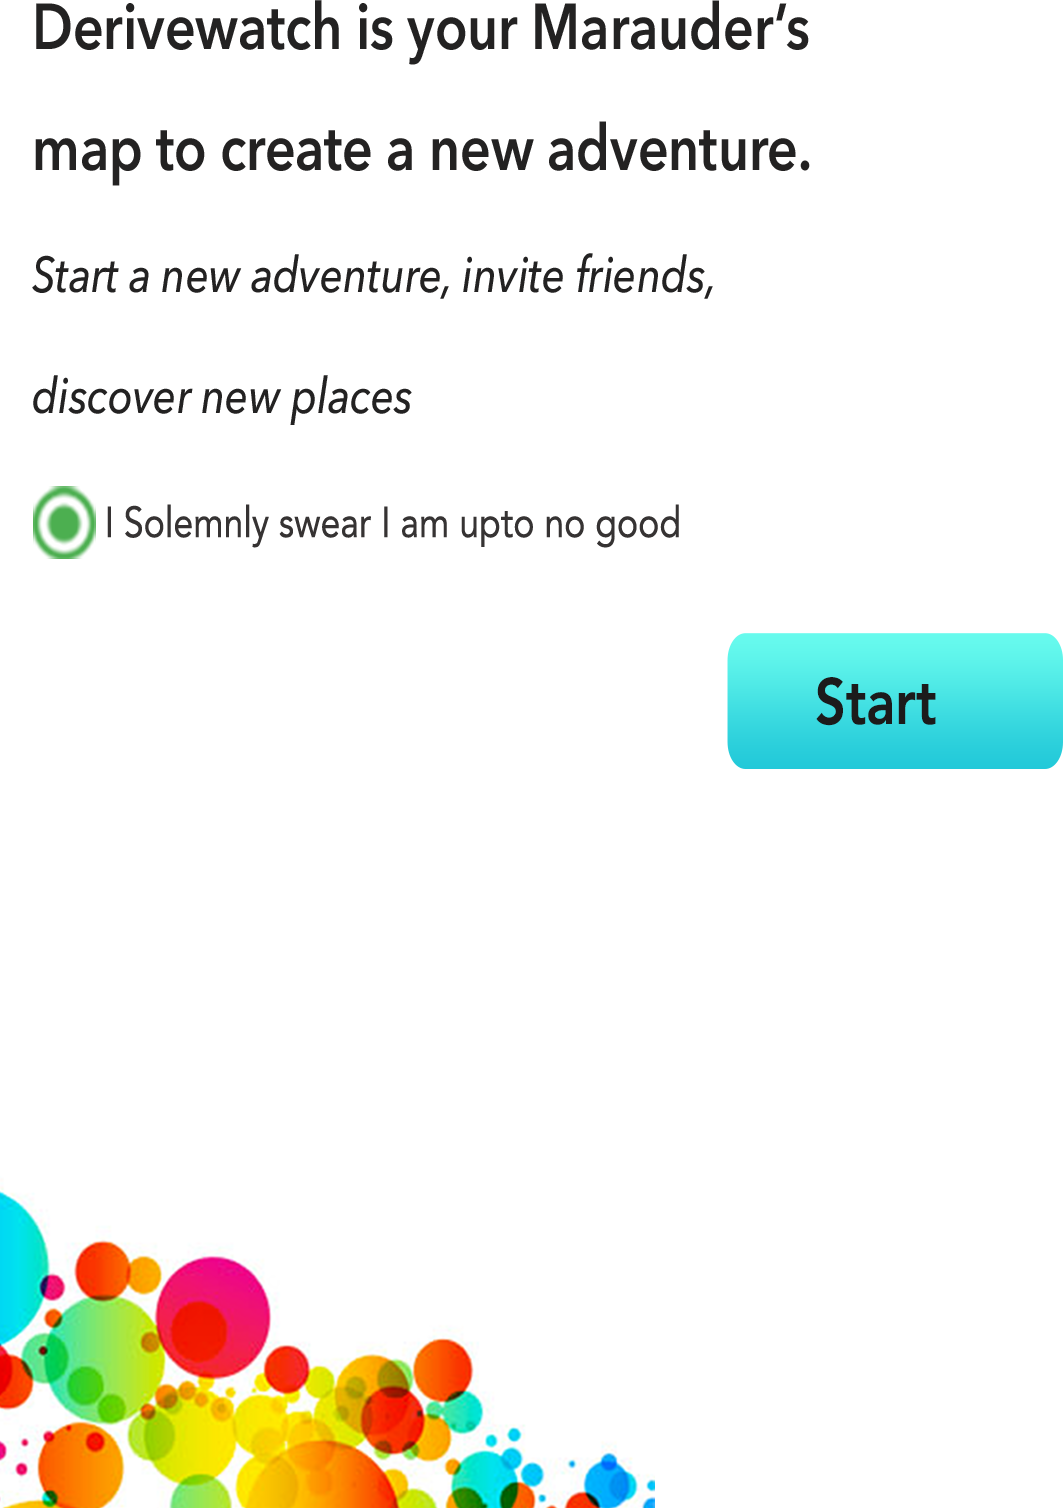 Derivewatch is your Marauder’s
map to create a new adventure.
Start a new adventure, invite friends,
discover new places
I Solemnly swear I am upto no good
Start